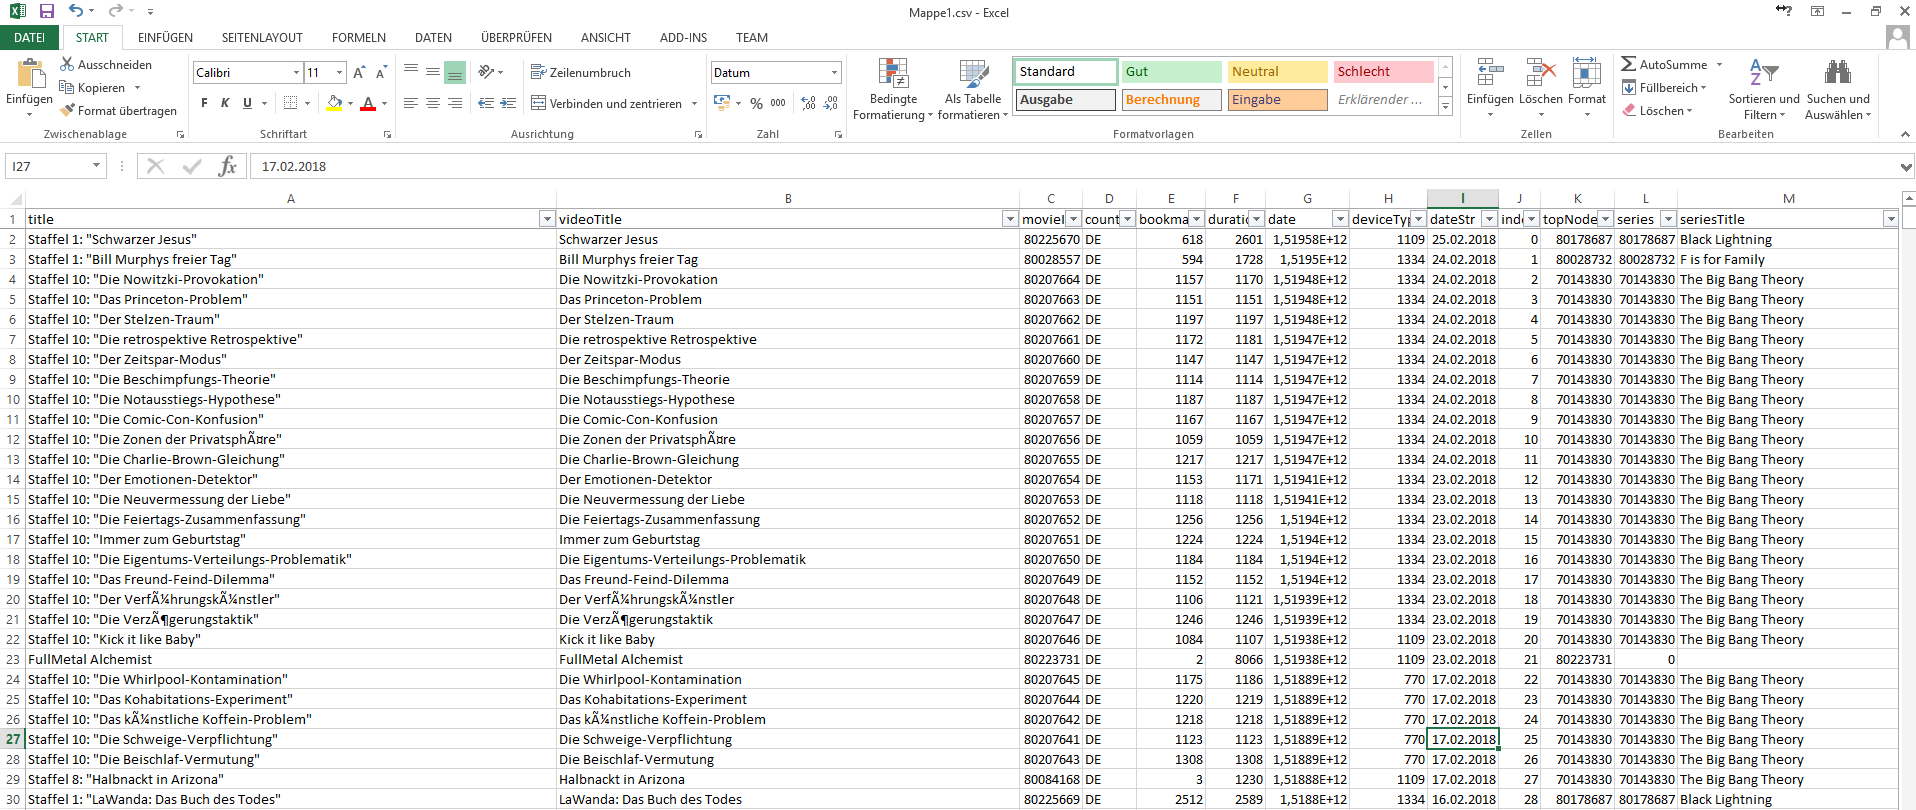 Mappe1.csv - Excel
DATEI START EINFÜGEN SEITENLAYOUT FORMELN DATEN ÜBERPRÜFEN ANSICHT ADD-INS TEAM
Einfügen
Ausschneiden
Kopieren
Format übertragen
Zwischenablage
Calibri 11
F K U
Schriftart
Zeilenumbruch
Verbinden und zentrieren
Ausrichtung
Datum
% 000
Zahl
Bedingte Formatierung
Als Tabelle formatieren
Standard Gut Neutral Schlecht
Ausgabe Berechnung Eingabe Erklärender ...
Formatvorlagen
Einfügen Löschen Format
Zellen
AutoSumme
Füllbereich
Löschen
Sortieren und Filtern
Suchen und Auswählen
Bearbeiten
I27 fx 17.02.2018
A B C D E F G H I J K L M
1 title videoTitle movieI count bookma duratio date deviceTyp dateStr inde topNode series seriesTitle
2 Staffel 1: "Schwarzer Jesus" Schwarzer Jesus 80225670 DE 618 2601 1,51958E+12 1109 25.02.2018 0 80178687 80178687 Black Lightning
3 Staffel 1: "Bill Murphys freier Tag" Bill Murphys freier Tag 80028557 DE 594 1728 1,5195E+12 1334 24.02.2018 1 80028732 80028732 F is for Family
4 Staffel 10: "Die Nowitzki-Provokation" Die Nowitzki-Provokation 80207664 DE 1157 1170 1,51948E+12 1334 24.02.2018 2 70143830 70143830 The Big Bang Theory
5 Staffel 10: "Das Princeton-Problem" Das Princeton-Problem 80207663 DE 1151 1151 1,51948E+12 1334 24.02.2018 3 70143830 70143830 The Big Bang Theory
6 Staffel 10: "Der Stelzen-Traum" Der Stelzen-Traum 80207662 DE 1197 1197 1,51948E+12 1334 24.02.2018 4 70143830 70143830 The Big Bang Theory
7 Staffel 10: "Die retrospektive Retrospektive" Die retrospektive Retrospektive 80207661 DE 1172 1181 1,51947E+12 1334 24.02.2018 5 70143830 70143830 The Big Bang Theory
8 Staffel 10: "Der Zeitspar-Modus" Der Zeitspar-Modus 80207660 DE 1147 1147 1,51947E+12 1334 24.02.2018 6 70143830 70143830 The Big Bang Theory
9 Staffel 10: "Die Beschimpfungs-Theorie" Die Beschimpfungs-Theorie 80207659 DE 1114 1114 1,51947E+12 1334 24.02.2018 7 70143830 70143830 The Big Bang Theory
10 Staffel 10: "Die Notausstiegs-Hypothese" Die Notausstiegs-Hypothese 80207658 DE 1187 1187 1,51947E+12 1334 24.02.2018 8 70143830 70143830 The Big Bang Theory
11 Staffel 10: "Die Comic-Con-Konfusion" Die Comic-Con-Konfusion 80207657 DE 1167 1167 1,51947E+12 1334 24.02.2018 9 70143830 70143830 The Big Bang Theory
12 Staffel 10: "Die Zonen der PrivatsphÃ¤re" Die Zonen der PrivatsphÃ¤re 80207656 DE 1059 1059 1,51947E+12 1334 24.02.2018 10 70143830 70143830 The Big Bang Theory
13 Staffel 10: "Die Charlie-Brown-Gleichung" Die Charlie-Brown-Gleichung 80207655 DE 1217 1217 1,51947E+12 1334 24.02.2018 11 70143830 70143830 The Big Bang Theory
14 Staffel 10: "Der Emotionen-Detektor" Der Emotionen-Detektor 80207654 DE 1153 1171 1,51941E+12 1334 23.02.2018 12 70143830 70143830 The Big Bang Theory
15 Staffel 10: "Die Neuvermessung der Liebe" Die Neuvermessung der Liebe 80207653 DE 1118 1118 1,51941E+12 1334 23.02.2018 13 70143830 70143830 The Big Bang Theory
16 Staffel 10: "Die Feiertags-Zusammenfassung" Die Feiertags-Zusammenfassung 80207652 DE 1256 1256 1,5194E+12 1334 23.02.2018 14 70143830 70143830 The Big Bang Theory
17 Staffel 10: "Immer zum Geburtstag" Immer zum Geburtstag 80207651 DE 1224 1224 1,5194E+12 1334 23.02.2018 15 70143830 70143830 The Big Bang Theory
18 Staffel 10: "Die Eigentums-Verteilungs-Problematik" Die Eigentums-Verteilungs-Problematik 80207650 DE 1184 1184 1,5194E+12 1334 23.02.2018 16 70143830 70143830 The Big Bang Theory
19 Staffel 10: "Das Freund-Feind-Dilemma" Das Freund-Feind-Dilemma 80207649 DE 1152 1152 1,5194E+12 1334 23.02.2018 17 70143830 70143830 The Big Bang Theory
20 Staffel 10: "Der VerfÃ¼hrungskÃ¼nstler" Der VerfÃ¼hrungskÃ¼nstler 80207648 DE 1106 1121 1,51939E+12 1334 23.02.2018 18 70143830 70143830 The Big Bang Theory
21 Staffel 10: "Die VerzÃ¶gerungstaktik" Die VerzÃ¶gerungstaktik 80207647 DE 1246 1246 1,51939E+12 1334 23.02.2018 19 70143830 70143830 The Big Bang Theory
22 Staffel 10: "Kick it like Baby" Kick it like Baby 80207646 DE 1084 1107 1,51938E+12 1109 23.02.2018 20 70143830 70143830 The Big Bang Theory
23 FullMetal Alchemist FullMetal Alchemist 80223731 DE 2 8066 1,51938E+12 1109 23.02.2018 21 80223731 0
24 Staffel 10: "Die Whirlpool-Kontamination" Die Whirlpool-Kontamination 80207645 DE 1175 1186 1,51889E+12 770 17.02.2018 22 70143830 70143830 The Big Bang Theory
25 Staffel 10: "Das Kohabitations-Experiment" Das Kohabitations-Experiment 80207644 DE 1220 1219 1,51889E+12 770 17.02.2018 23 70143830 70143830 The Big Bang Theory
26 Staffel 10: "Das kÃ¼nstliche Koffein-Problem" Das kÃ¼nstliche Koffein-Problem 80207642 DE 1218 1218 1,51889E+12 770 17.02.2018 24 70143830 70143830 The Big Bang Theory
27 Staffel 10: "Die Schweige-Verpflichtung" Die Schweige-Verpflichtung 80207641 DE 1123 1123 1,51889E+12 770 17.02.2018 25 70143830 70143830 The Big Bang Theory
28 Staffel 10: "Die Beischlaf-Vermutung" Die Beischlaf-Vermutung 80207643 DE 1308 1308 1,51889E+12 770 17.02.2018 26 70143830 70143830 The Big Bang Theory
29 Staffel 8: "Halbnackt in Arizona" Halbnackt in Arizona 80084168 DE 3 1230 1,51888E+12 1109 17.02.2018 27 70143830 70143830 The Big Bang Theory
30 Staffel 1: "LaWanda: Das Buch des Todes" LaWanda: Das Buch des Todes 80225669 DE 2512 2589 1,5188E+12 1334 16.02.2018 28 80178687 80178687 Black Lightning